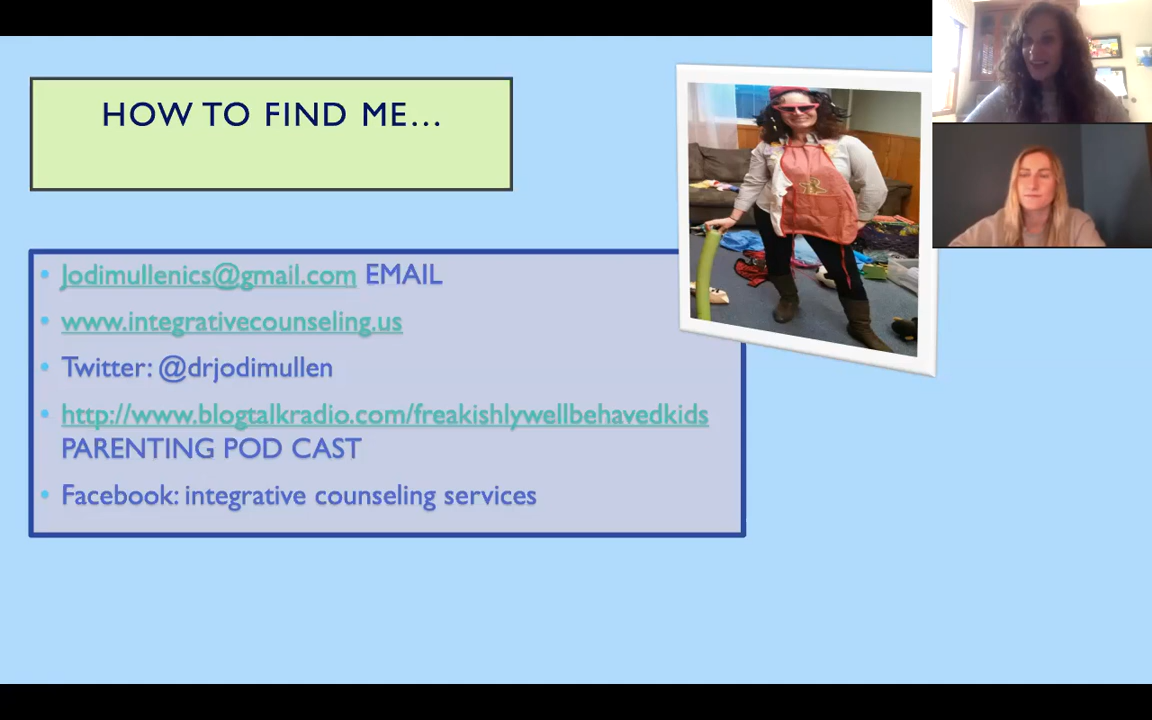 HOW TO FIND ME...
Jodimullenics@gmail.com EMAIL
www.integrativecounseling.us
Twitter: @drjodimullen
http://www.blogtalkradio.com/freakishlywellbehavedkids
PARENTING POD CAST
Facebook: integrative counseling services